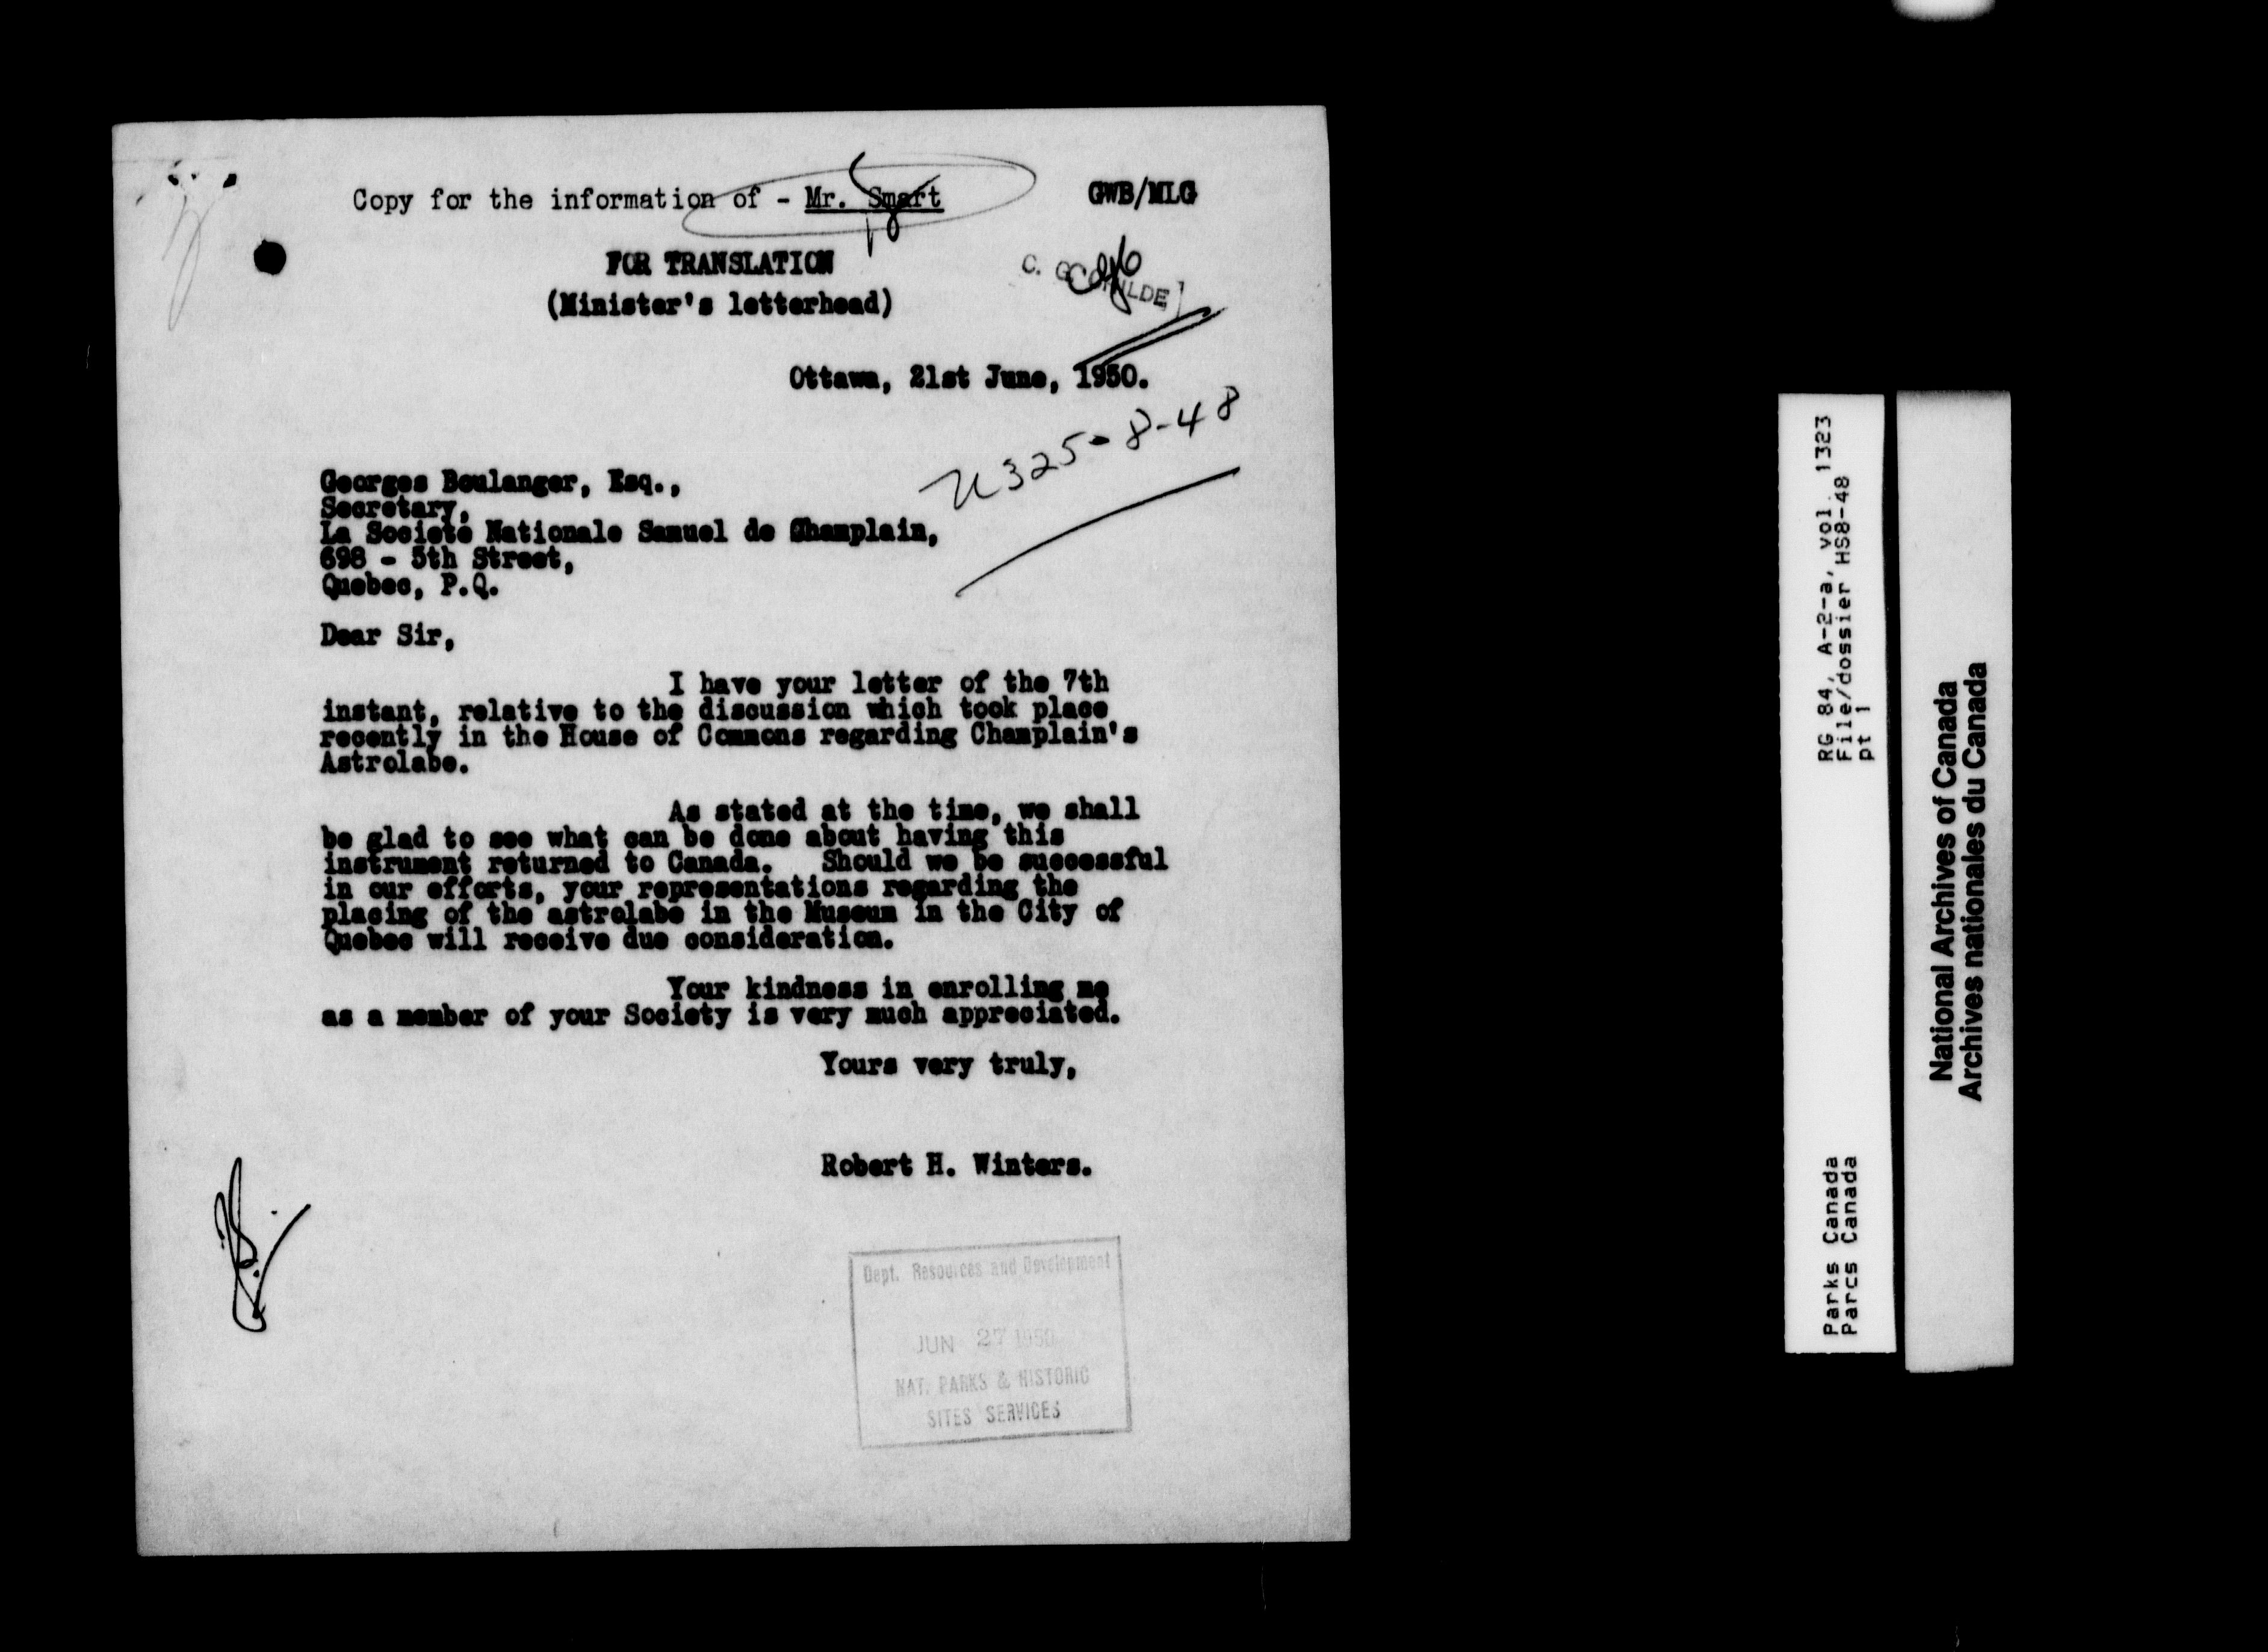 Copy for the information of - Mr. Smart
GWB/MLG
FOR TRANSLATION
(Minister's letterhead)
Ottawa, 21st June, 1950.
325-8-48
Georges Boulanger, Esq.,
Secretary,
La Societé Nationale Samuel de Champlain,
698 - 5th Street,
Quebec, P.Q.
Dear Sir,
I have your letter of the 7th
instant, relative to the discussion which took place
recently in the House of Commons regarding Champlain's
Astrolabe.
As stated at the time, we shall
be glad to see what can be done about having this
instrument returned to Canada. Should we be successful
in our efforts, your representations regarding the
placing of the astrolabe in the Museum in the City of
Quebec will receive due consideration.
Your kindness in enrolling me
as a member of your Society is very much appreciated.
Yours very truly,
Robert H. Winters.
Dept. Resources and Development
JUN 27 1950
NAT. PARKS & HISTORIC
SITES SERVICES
RG 84, A-2-a, vol. 1323
File/dossier HS8-48
pt 1
Parks Canada
Parcs Canada
National Archives of Canada
Archives nationales du Canada